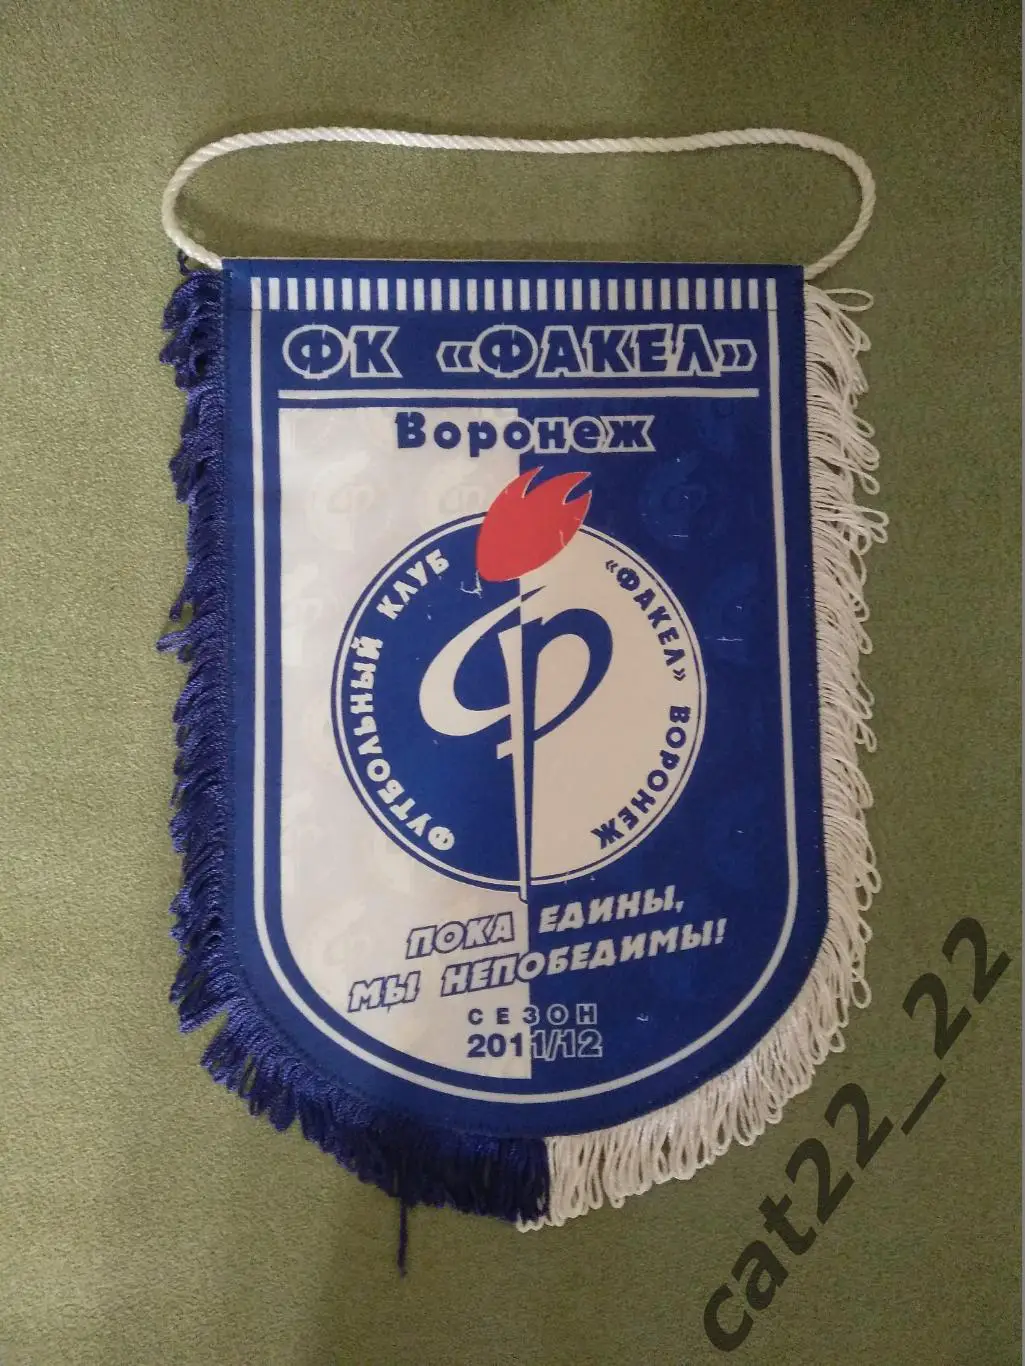 ФК «ФАКЕЛ»
Воронеж
ФУТБОЛЬНЫЙ КЛУБ
«ФАКЕЛ» ВОРОНЕЖ
ПОКА ЕДИНЫ,
МЫ НЕПОБЕДИМЫ!
СЕЗОН
2011/12
cat22_22